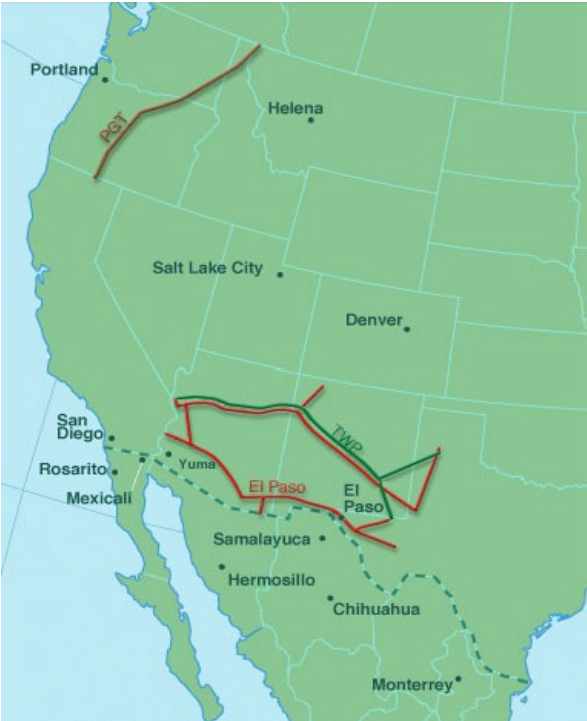 Portland
PGT
Helena
Salt Lake City
Denver
San
Diego
TWP
Yuma
Rosarito
El Paso
El
Paso
Mexicali
Samalayuca
Hermosillo
Chihuahua
Monterrey